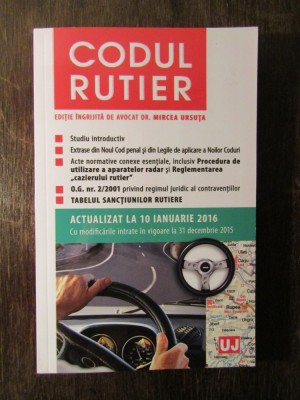 CODUL
RUTIER
EDIȚIE ÎNGRIJITĂ DE AVOCAT DR. MIRCEA URSUȚA
Studiu introductiv
Extrase din Noul Cod penal și din Legile de aplicare a Noilor Coduri
Acte normative conexe esențiale, inclusiv Procedura de
utilizare a aparatelor radar și Reglementarea
„cazierului rutier”
O.G. nr. 2/2001 privind regimul juridic al contravențiilor
TABELUL SANCȚIUNILOR RUTIERE
ACTUALIZAT LA 10 IANUARIE 2016
Cu modificările intrate în vigoare la 31 decembrie 2015
Rupea
UJ